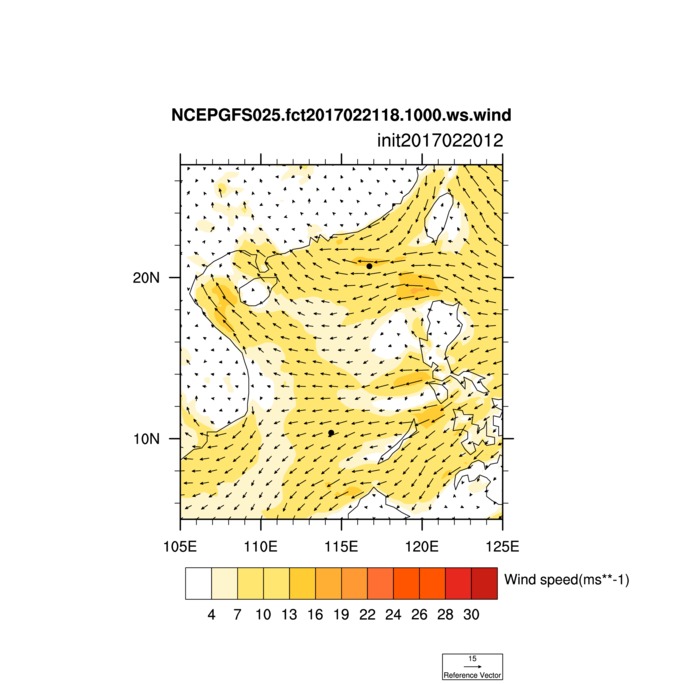 NCEPGFS025.fct2017022118.1000.ws.wind
init2017022012
20N
10N
105E 110E 115E 120E 125E
Wind speed(ms**-1)
4 7 10 13 16 19 22 24 26 28 30
15
Reference Vector